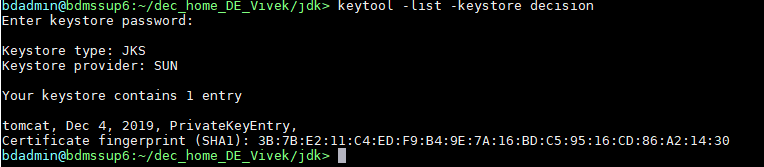 bdadmin@bdmssup6:~/dec_home_DE_Vivek/jdk> keytool -list -keystore decision
Enter keystore password:
Keystore type: JKS
Keystore provider: SUN
Your keystore contains 1 entry
tomcat, Dec 4, 2019, PrivateKeyEntry,
Certificate fingerprint (SHA1): 3B:7B:E2:11:C4:ED:F9:B4:9E:7A:16:BD:C5:95:16:CD:86:A2:14:30
bdadmin@bdmssup6:~/dec_home_DE_Vivek/jdk>